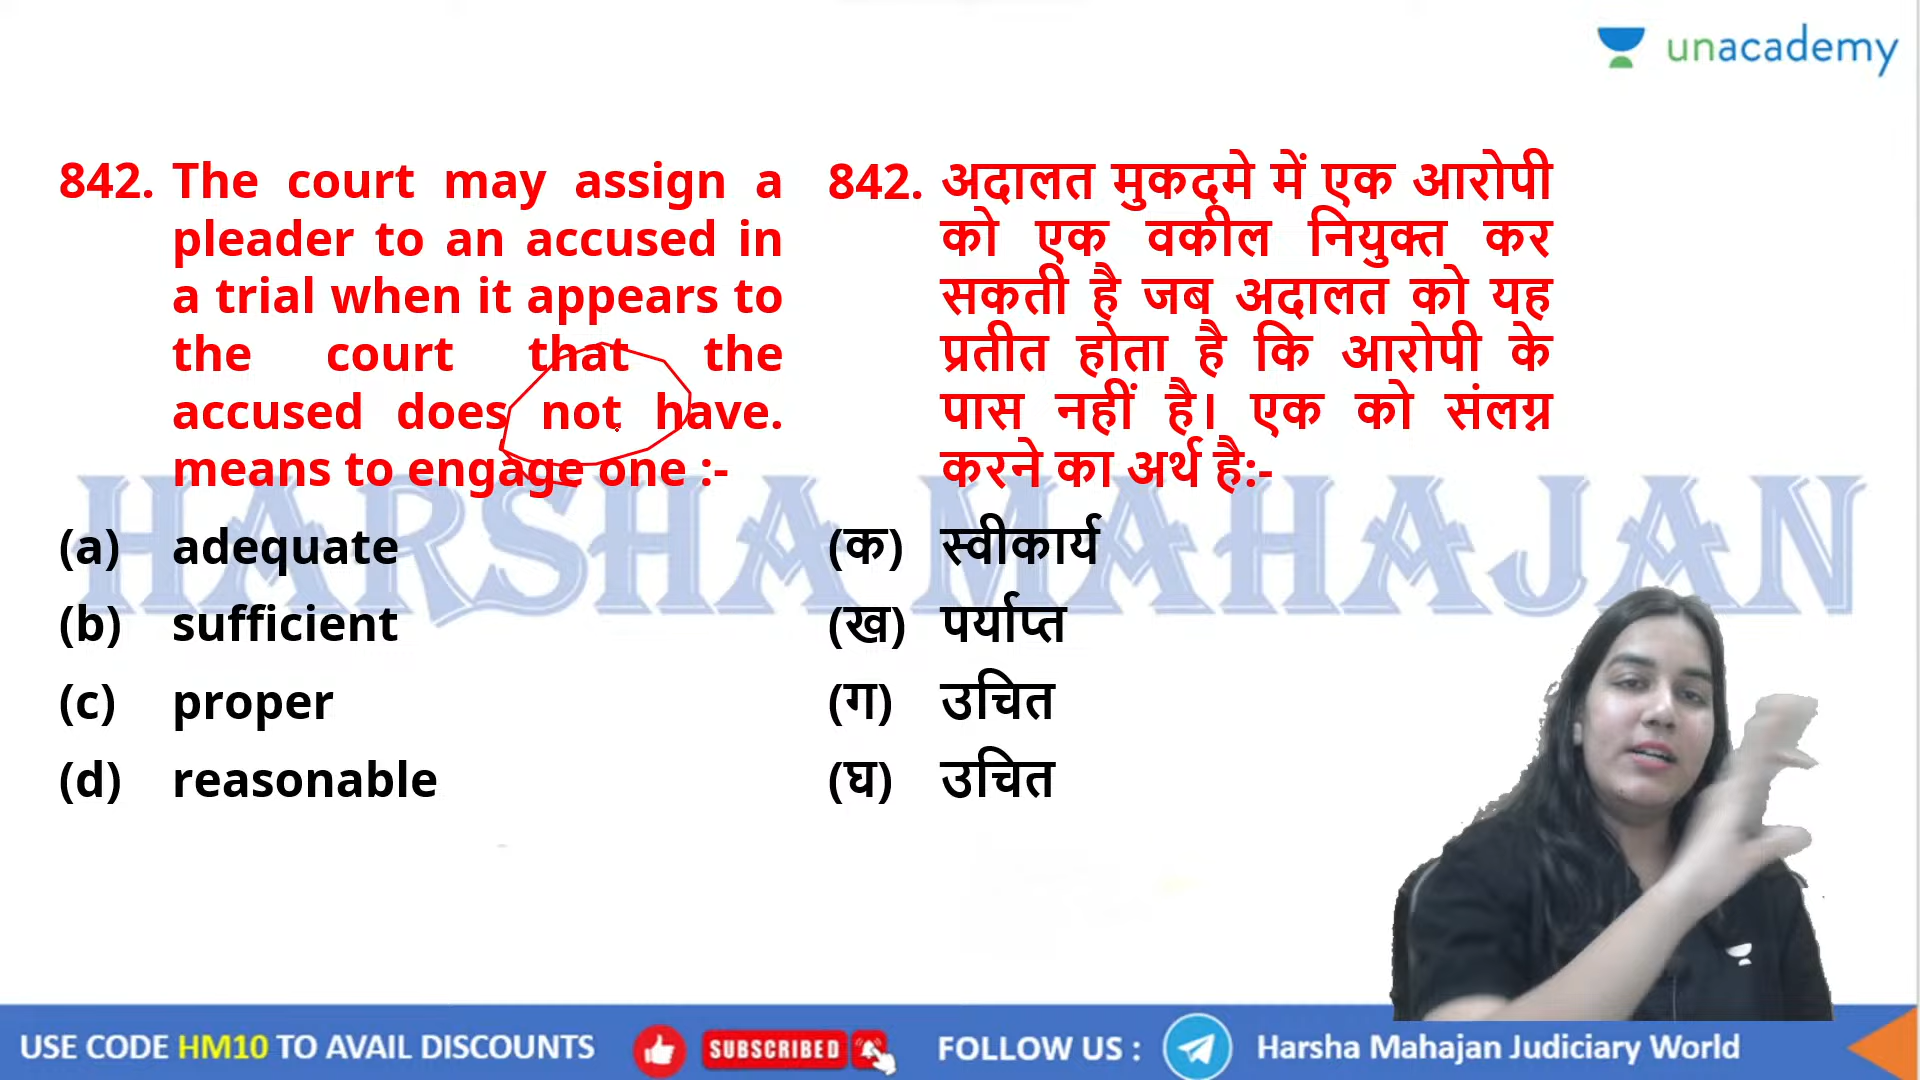 unacademy
842. The court may assign a
pleader to an accused in
a trial when it appears to
the court that the
accused does not have.
means to engage one :-
(a) adequate
(b) sufficient
(c) proper
(d) reasonable
842. अदालत मुकदमे में एक आरोपी
को एक वकील नियुक्त कर
सकती है जब अदालत को यह
प्रतीत होता है कि आरोपी के
पास नहीं है। एक को संलग्न
करने का अर्थ है:-
(क) स्वीकार्य
(ख) पर्याप्त
(ग) उचित
(घ) उचित
HARSHA MAHAJAN
USE CODE HM10 TO AVAIL DISCOUNTS
SUBSCRIBED
FOLLOW US :
Harsha Mahajan Judiciary World